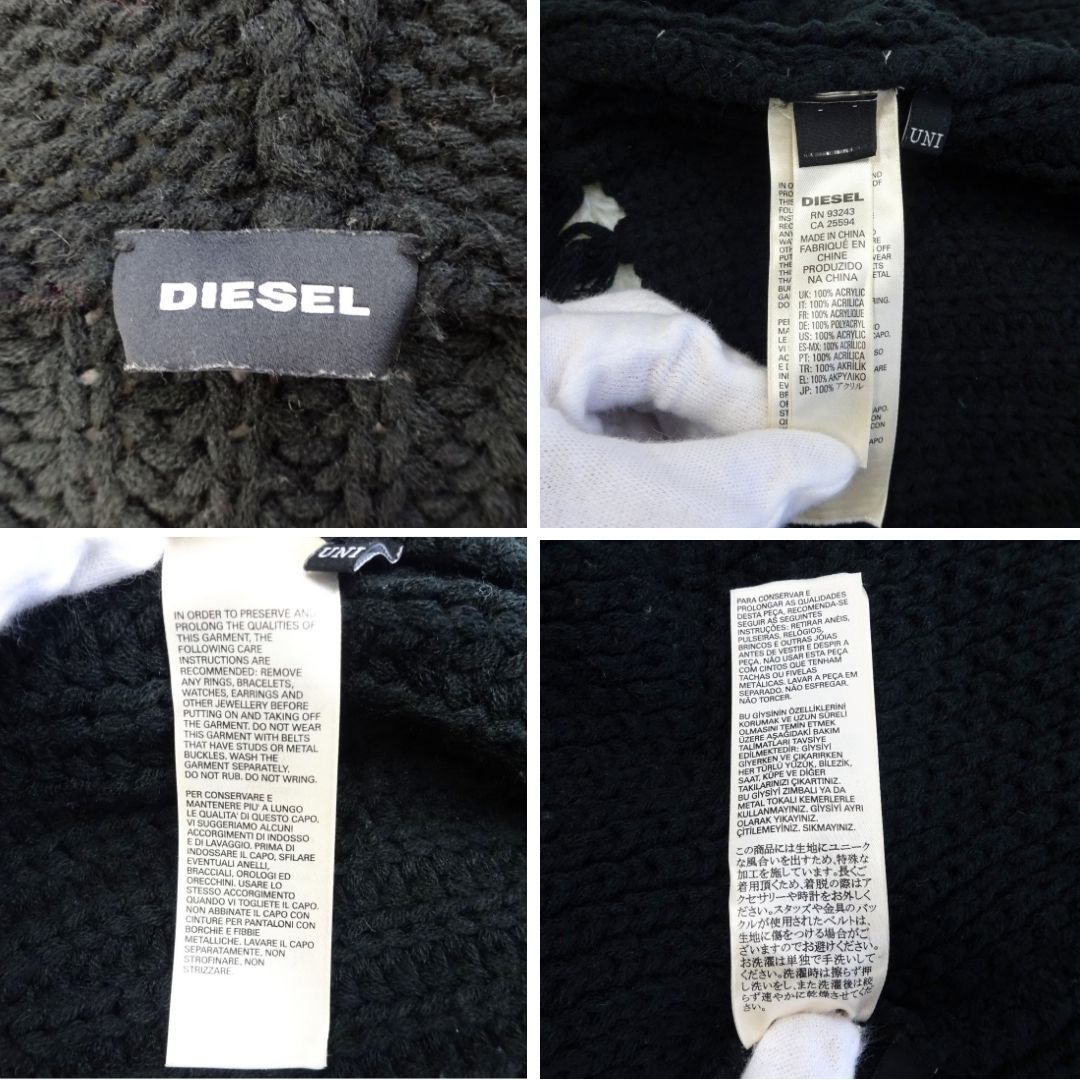 DIESEL
UNI
DIESEL
RN 93243
CA 25594
MADE IN CHINA
FABRIQUÉ EN
CHINE
PRODUZIDO
NA CHINA
UK: 100% ACRYLIC
IT: 100% ACRILICA
FR: 100% ACRYLIQUE
DE: 100% POLYACRYL
US: 100% ACRYLIC
ES-MX: 100% ACRÍLICO
PT: 100% ACRÍLICA
TR: 100% AKRİLİK
EL: 100% ΑΚΡΥΛΙΚΟ
JP: 100% アクリル
UNI
IN ORDER TO PRESERVE AND
PROLONG THE QUALITIES OF
THIS GARMENT, THE
FOLLOWING CARE
INSTRUCTIONS ARE
RECOMMENDED: REMOVE
ANY RINGS, BRACELETS,
WATCHES, EARRINGS AND
OTHER JEWELLERY BEFORE
PUTTING ON AND TAKING OFF
THE GARMENT. DO NOT WEAR
THIS GARMENT WITH BELTS
THAT HAVE STUDS OR METAL
BUCKLES. WASH THE
GARMENT SEPARATELY.
DO NOT RUB. DO NOT WRING.
PER CONSERVARE E
MANTENERE PIU' A LUNGO
LE QUALITA' DI QUESTO CAPO.
VI SUGGERIAMO ALCUNI
ACCORGIMENTI DI INDOSSO
E DI LAVAGGIO. PRIMA DI
INDOSSARE IL CAPO, SFILARE
EVENTUALI ANELLI,
BRACCIALI, OROLOGI ED
ORECCHINI. USARE LO
STESSO ACCORGIMENTO
QUANDO VI TOGLIETE IL CAPO.
NON ABBINATE IL CAPO CON
CINTURE PER PANTALONI CON
BORCHIE E FIBBIE
METALLICHE. LAVARE IL CAPO
SEPARATAMENTE, NON
STROFINARE, NON
STRIZZARE.
PARA CONSERVAR E
PROLONGAR AS QUALIDADES
DESTA PEÇA, RECOMENDA-SE
SEGUIR AS SEGUINTES
INSTRUÇÕES: RETIRAR ANÉIS,
PULSEIRAS, RELÓGIOS,
BRINCOS E OUTRAS JÓIAS
ANTES DE VESTIR E DESPIR A
PEÇA. NÃO USAR ESTA PEÇA
COM CINTOS QUE TENHAM
TACHAS OU FIVELAS
METÁLICAS. LAVAR A PEÇA EM
SEPARADO. NÃO ESFREGAR.
NÃO TORCER.
BU GİYSİNİN ÖZELLİKLERİNİ
KORUMAK VE UZUN SÜRELİ
OLMASINI TEMİN ETMEK
ÜZERE AŞAĞIDAKİ BAKIM
TALİMATLARI TAVSİYE
EDİLMEKTEDİR: GİYSİYİ
GİYERKEN VE ÇIKARIRKEN
HER TÜRLÜ YÜZÜK, BİLEZİK,
SAAT, KÜPE VE DİĞER
TAKILARINIZI ÇIKARTINIZ.
BU GİYSİYİ ZIMBALI YA DA
METAL TOKALI KEMERLERLE
KULLANMAYINIZ. GİYSİYİ AYRI
OLARAK YIKAYINIZ.
ÇİTİLEMEYİNİZ. SIKMAYINIZ.
この商品には生地にユニーク
な風合いを出すため、特殊な
加工を施しています。長くご
着用頂くため、着脱の際はア
クセサリーや時計をお外しく
ださい。スタッズや金具のバッ
クルが使用されたベルトは、
生地に傷をつける場合がご
ざいますのでお避けください。
お洗濯は単独で手洗いして
ください。洗濯時は擦らず押
し洗いをし、また洗濯後は絞
らず速やかに乾燥させてくだ
さい。